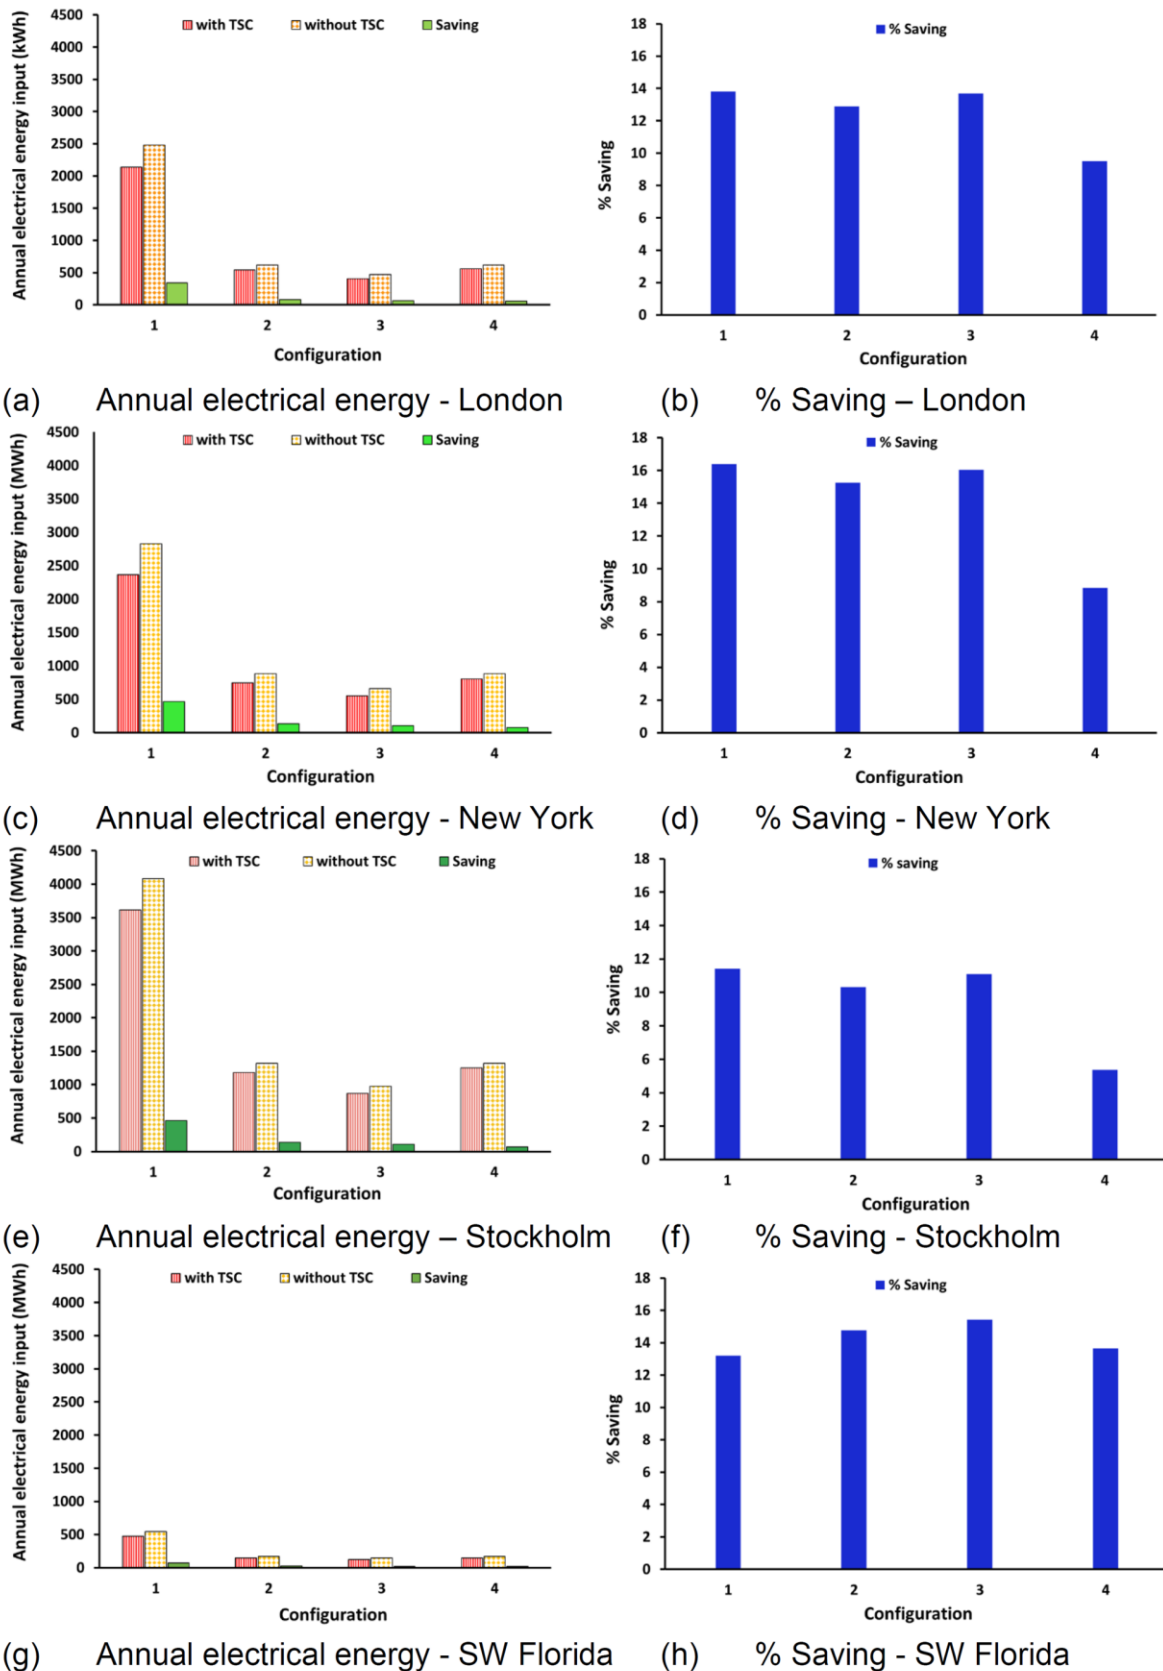 with TSC without TSC Saving
Annual electrical energy input (kWh)
4500
4000
3500
3000
2500
2000
1500
1000
500
0
1 2 3 4
Configuration
(a) Annual electrical energy - London
% Saving
% Saving
18
16
14
12
10
8
6
4
2
0
1 2 3 4
Configuration
(b) % Saving – London
with TSC without TSC Saving
Annual electrical energy input (MWh)
4500
4000
3500
3000
2500
2000
1500
1000
500
0
1 2 3 4
Configuration
(c) Annual electrical energy - New York
% Saving
% Saving
18
16
14
12
10
8
6
4
2
0
1 2 3 4
Configuration
(d) % Saving - New York
with TSC without TSC Saving
Annual electrical energy input (MWh)
4500
4000
3500
3000
2500
2000
1500
1000
500
0
1 2 3 4
Configuration
(e) Annual electrical energy – Stockholm
% saving
% Saving
18
16
14
12
10
8
6
4
2
0
1 2 3 4
Configuration
(f) % Saving - Stockholm
with TSC without TSC Saving
Annual electrical energy input (MWh)
4500
4000
3500
3000
2500
2000
1500
1000
500
0
1 2 3 4
Configuration
(g) Annual electrical energy - SW Florida
% Saving
% Saving
18
16
14
12
10
8
6
4
2
0
1 2 3 4
Configuration
(h) % Saving - SW Florida